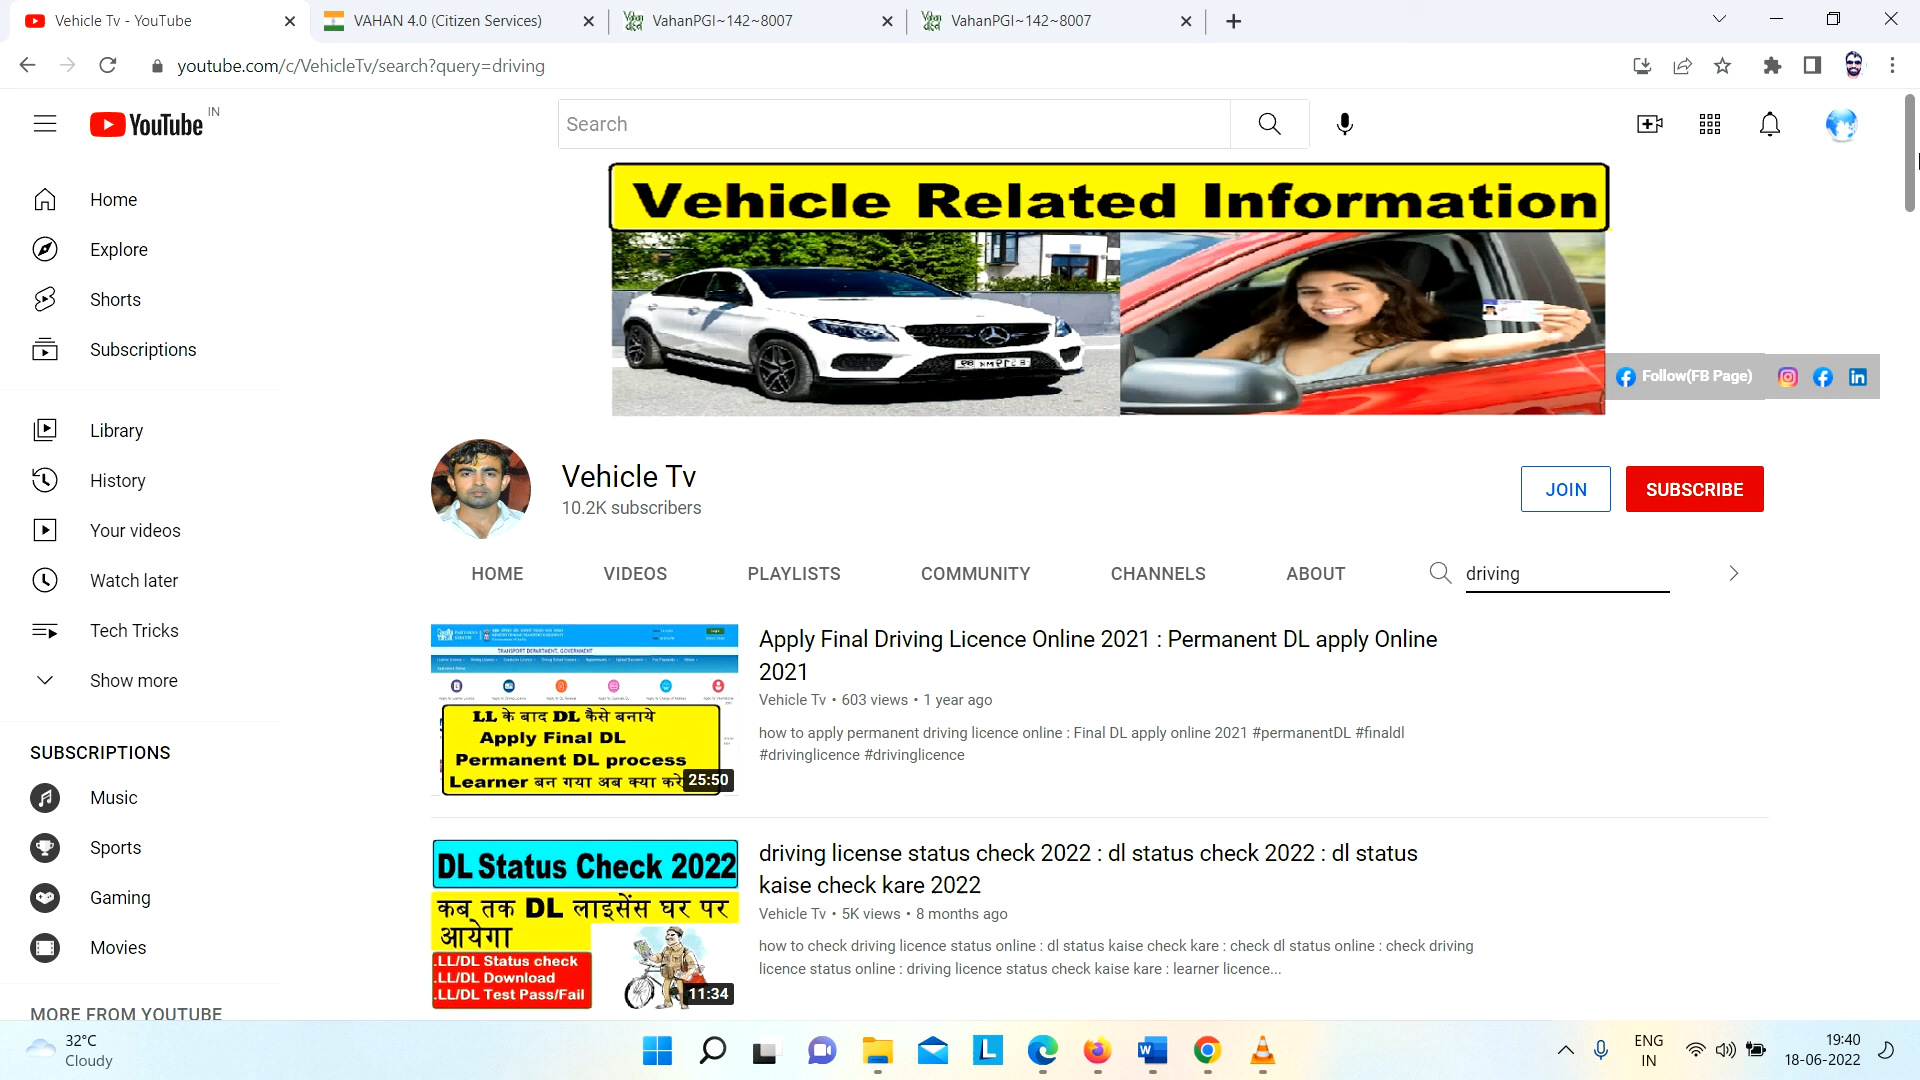 Vehicle Tv - YouTube
VAHAN 4.0 (Citizen Services)
VahanPGI~142~8007
VahanPGI~142~8007
youtube.com/c/VehicleTv/search?query=driving
YouTube IN
Search
Home
Explore
Shorts
Subscriptions
Library
History
Your videos
Watch later
Tech Tricks
Show more
SUBSCRIPTIONS
Music
Sports
Gaming
Movies
MORE FROM YOUTUBE
Vehicle Related Information
Follow(FB Page)
Vehicle Tv
10.2K subscribers
JOIN
SUBSCRIBE
HOME
VIDEOS
PLAYLISTS
COMMUNITY
CHANNELS
ABOUT
driving
TRANSPORT DEPARTMENT, GOVERNMENT
LL के बाद DL कैसे बनाये
Apply Final DL
Permanent DL process
Learner बन गया अब क्या करे
25:50
Apply Final Driving Licence Online 2021 : Permanent DL apply Online
2021
Vehicle Tv • 603 views • 1 year ago
how to apply permanent driving licence online : Final DL apply online 2021 #permanentDL #finaldl
#drivinglicence #drivinglicence
DL Status Check 2022
कब तक DL लाइसेंस घर पर
आयेगा
.LL/DL Status check
.LL/DL Download
.LL/DL Test Pass/Fail
11:34
driving license status check 2022 : dl status check 2022 : dl status
kaise check kare 2022
Vehicle Tv • 5K views • 8 months ago
how to check driving licence status online : dl status kaise check kare : check dl status online : check driving
licence status online : driving licence status check kaise kare : learner licence...
32°C
Cloudy
ENG
IN
19:40
18-06-2022